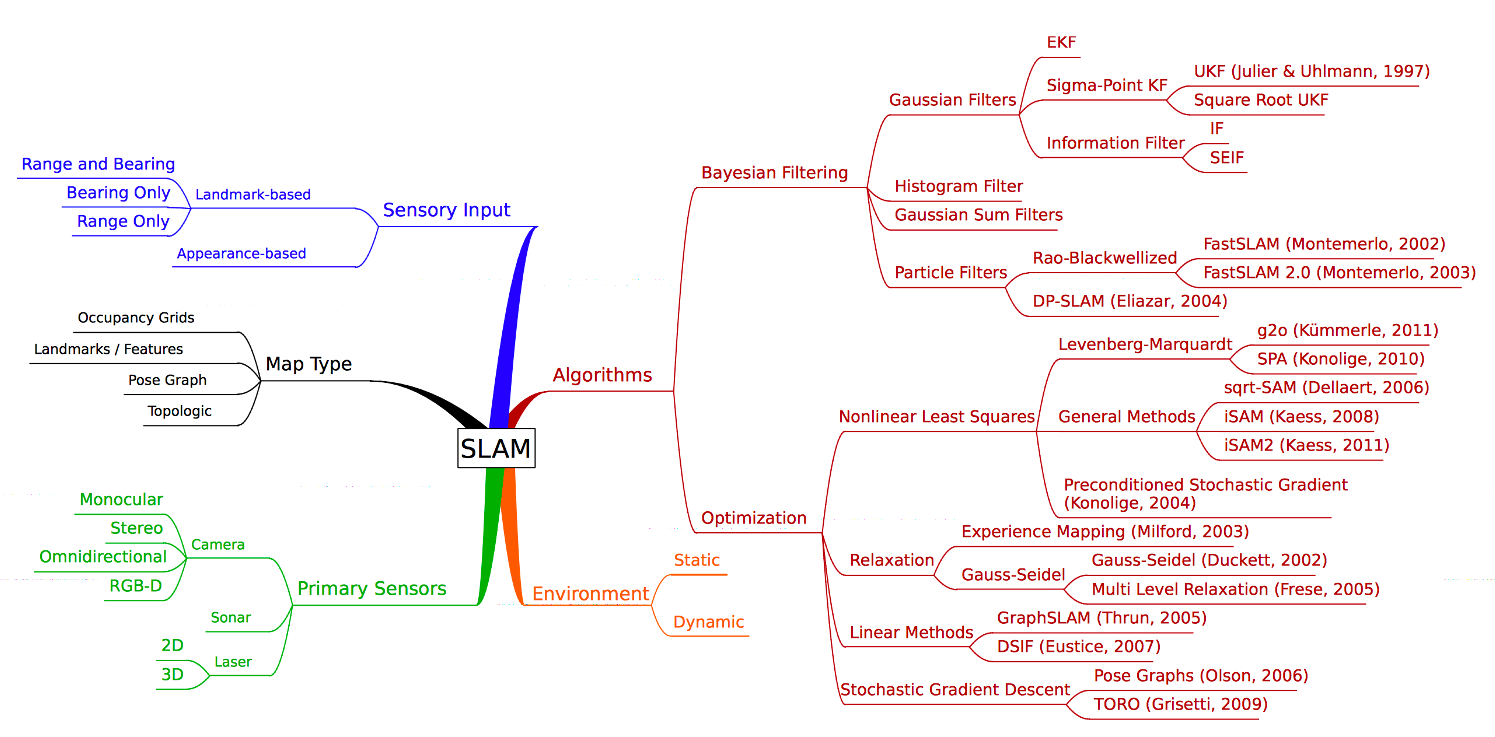 SLAM
Sensory Input
Landmark-based
Range and Bearing
Bearing Only
Range Only
Appearance-based
Map Type
Occupancy Grids
Landmarks / Features
Pose Graph
Topologic
Primary Sensors
Camera
Monocular
Stereo
Omnidirectional
RGB-D
Sonar
Laser
2D
3D
Environment
Static
Dynamic
Algorithms
Bayesian Filtering
Gaussian Filters
EKF
Sigma-Point KF
UKF (Julier & Uhlmann, 1997)
Square Root UKF
Information Filter
IF
SEIF
Histogram Filter
Gaussian Sum Filters
Particle Filters
Rao-Blackwellized
FastSLAM (Montemerlo, 2002)
FastSLAM 2.0 (Montemerlo, 2003)
DP-SLAM (Eliazar, 2004)
Optimization
Nonlinear Least Squares
Levenberg-Marquardt
g2o (Kümmerle, 2011)
SPA (Konolige, 2010)
General Methods
sqrt-SAM (Dellaert, 2006)
iSAM (Kaess, 2008)
iSAM2 (Kaess, 2011)
Preconditioned Stochastic Gradient
(Konolige, 2004)
Relaxation
Experience Mapping (Milford, 2003)
Gauss-Seidel
Gauss-Seidel (Duckett, 2002)
Multi Level Relaxation (Frese, 2005)
Linear Methods
GraphSLAM (Thrun, 2005)
DSIF (Eustice, 2007)
Stochastic Gradient Descent
Pose Graphs (Olson, 2006)
TORO (Grisetti, 2009)